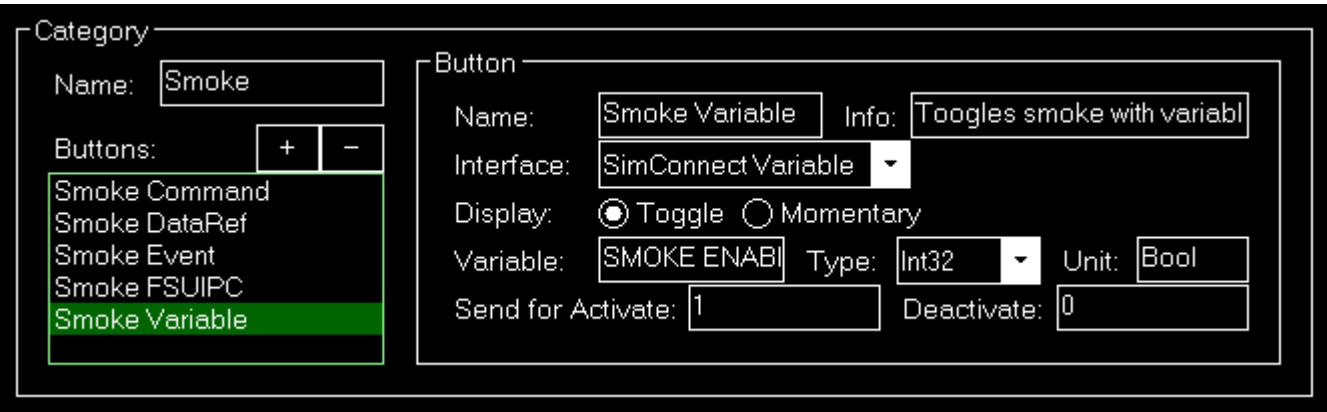 Category
Name: Smoke
Buttons: + -
Smoke Command
Smoke DataRef
Smoke Event
Smoke FSUIPC
Smoke Variable
Button
Name: Smoke Variable Info: Toogles smoke with variabl
Interface: SimConnect Variable
Display: Toggle Momentary
Variable: SMOKE ENABl Type: Int32 Unit: Bool
Send for Activate: 1 Deactivate: 0